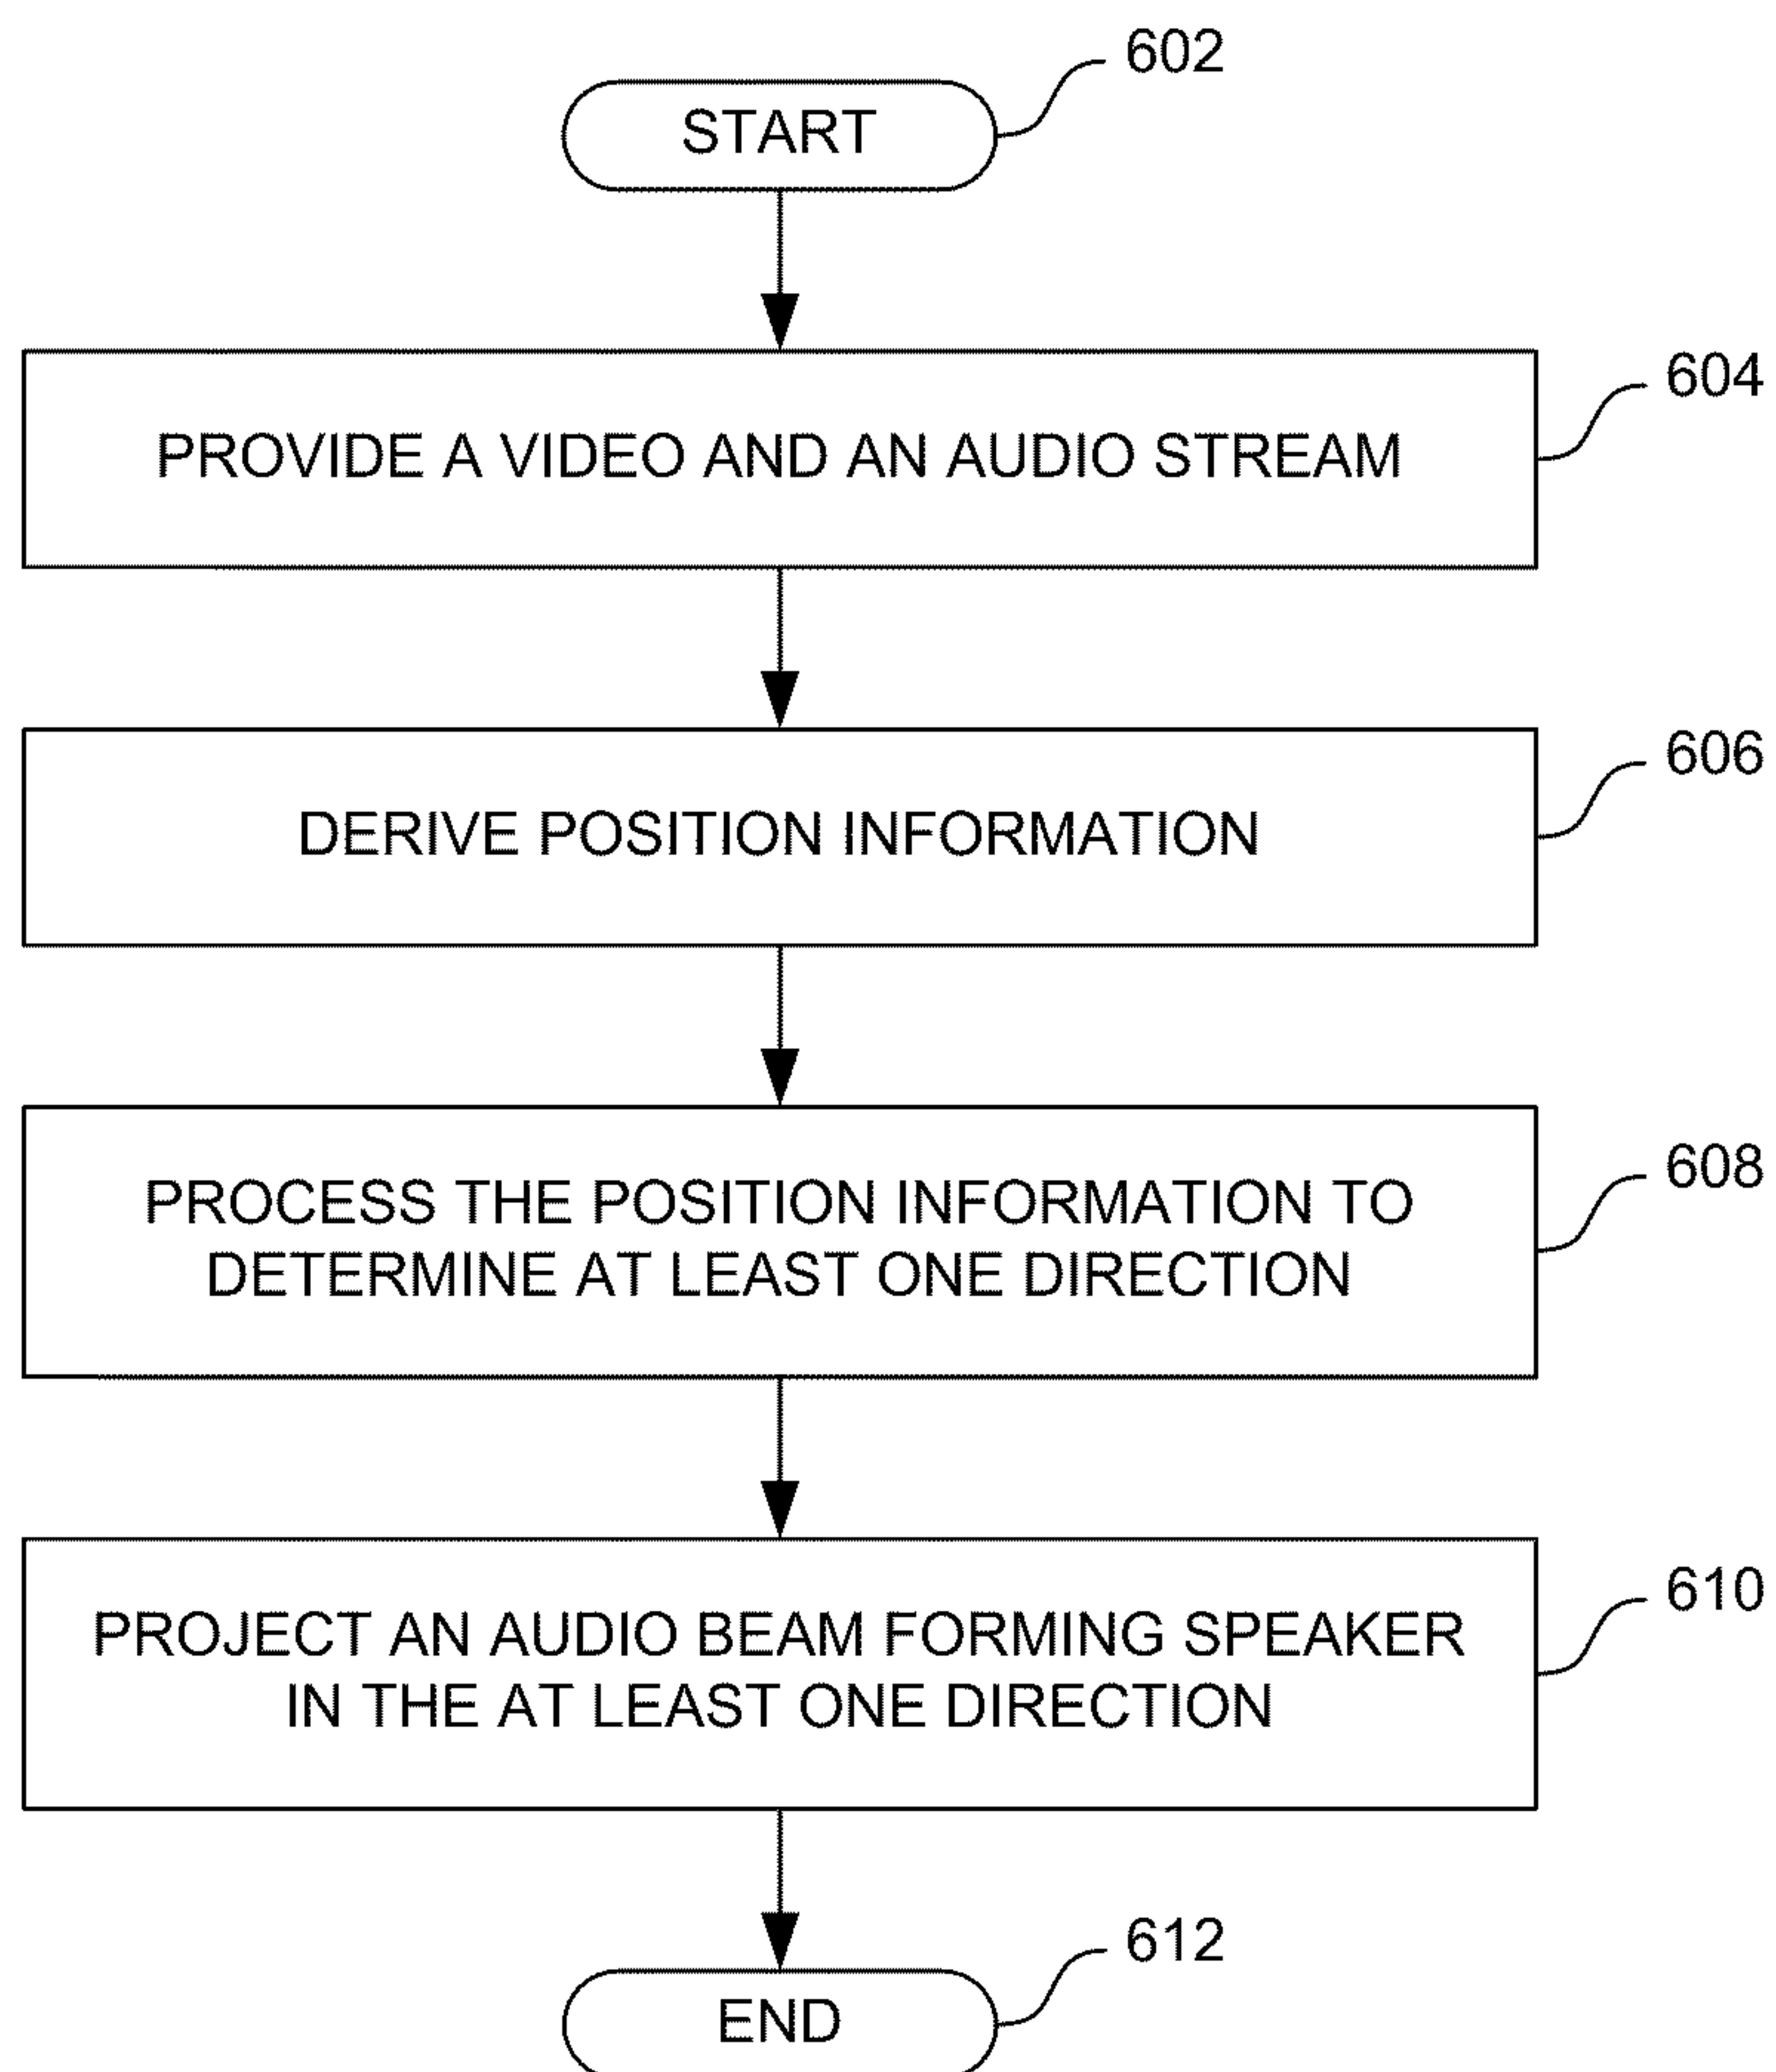 602
START
604
PROVIDE A VIDEO AND AN AUDIO STREAM
606
DERIVE POSITION INFORMATION
608
PROCESS THE POSITION INFORMATION TO
DETERMINE AT LEAST ONE DIRECTION
610
PROJECT AN AUDIO BEAM FORMING SPEAKER
IN THE AT LEAST ONE DIRECTION
612
END